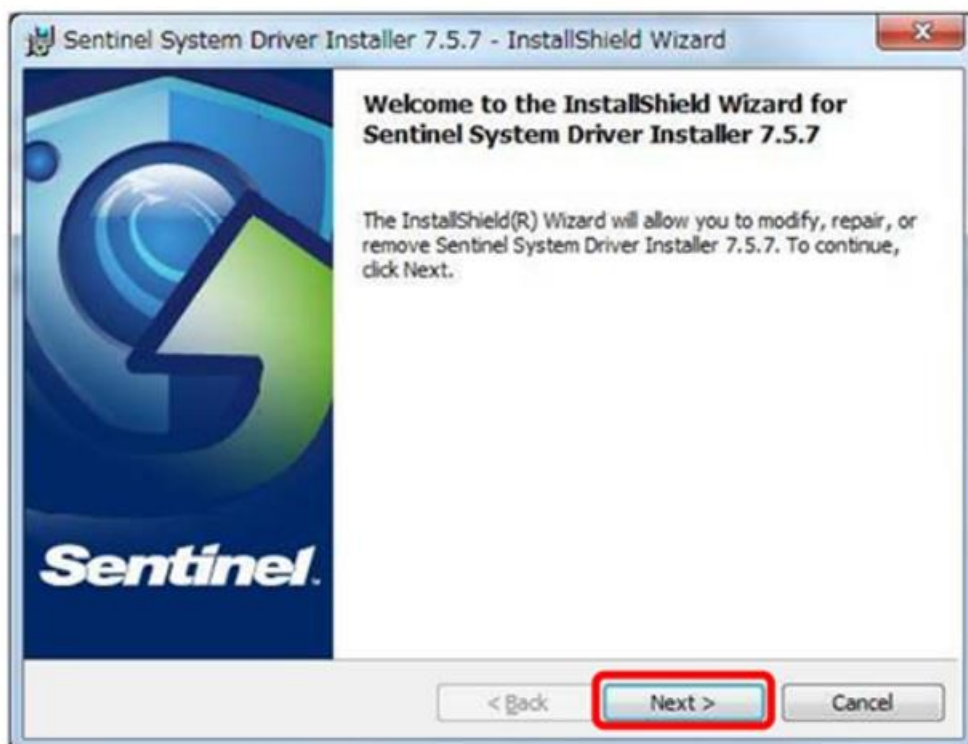 Sentinel System Driver Installer 7.5.7 - InstallShield Wizard
Welcome to the InstallShield Wizard for
Sentinel System Driver Installer 7.5.7
The InstallShield(R) Wizard will allow you to modify, repair, or
remove Sentinel System Driver Installer 7.5.7. To continue,
click Next.
Sentinel.
< Back Next > Cancel